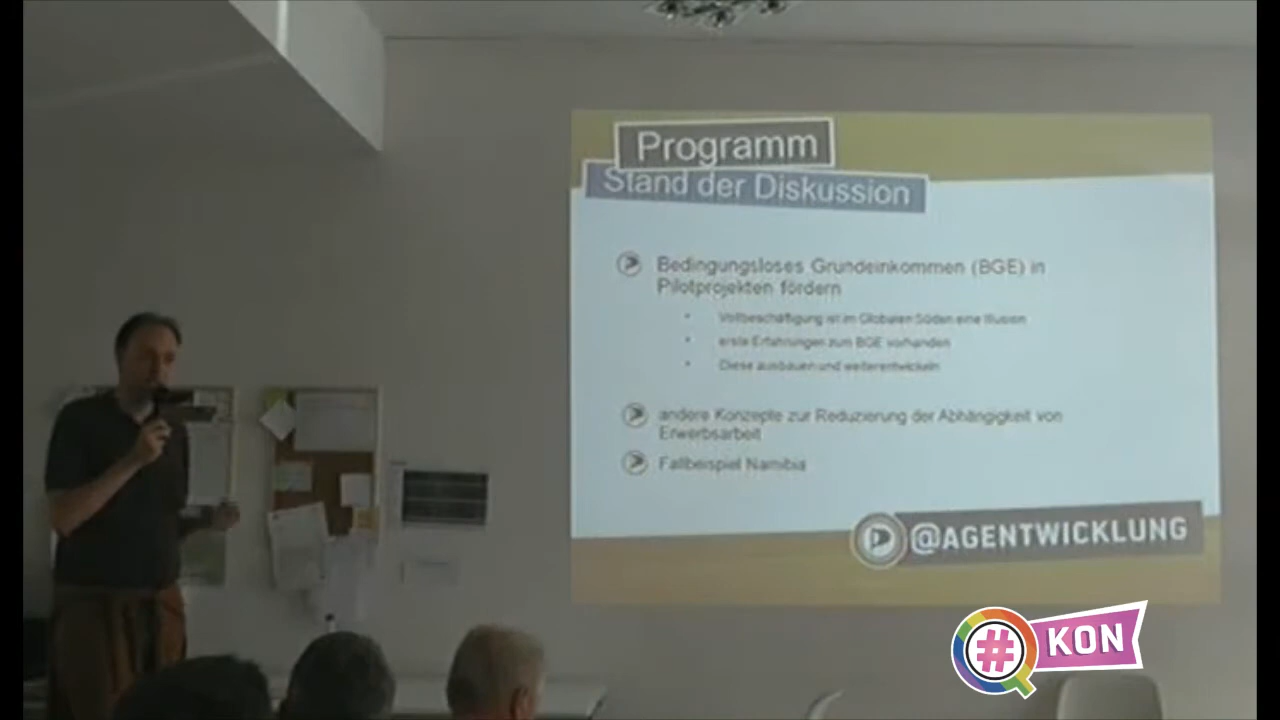 Programm
Stand der Diskussion
Bedingungsloses Grundeinkommen (BGE) in
Pilotprojekten fördern
Vollbeschäftigung ist im Globalen Süden eine Illusion
erste Erfahrungen zum BGE vorhanden
Diese ausbauen und weiterentwickeln
andere Konzepte zur Reduzierung der Abhängigkeit von
Erwerbsarbeit
Fallbeispiel Namibia
@AGENTWICKLUNG
# KON